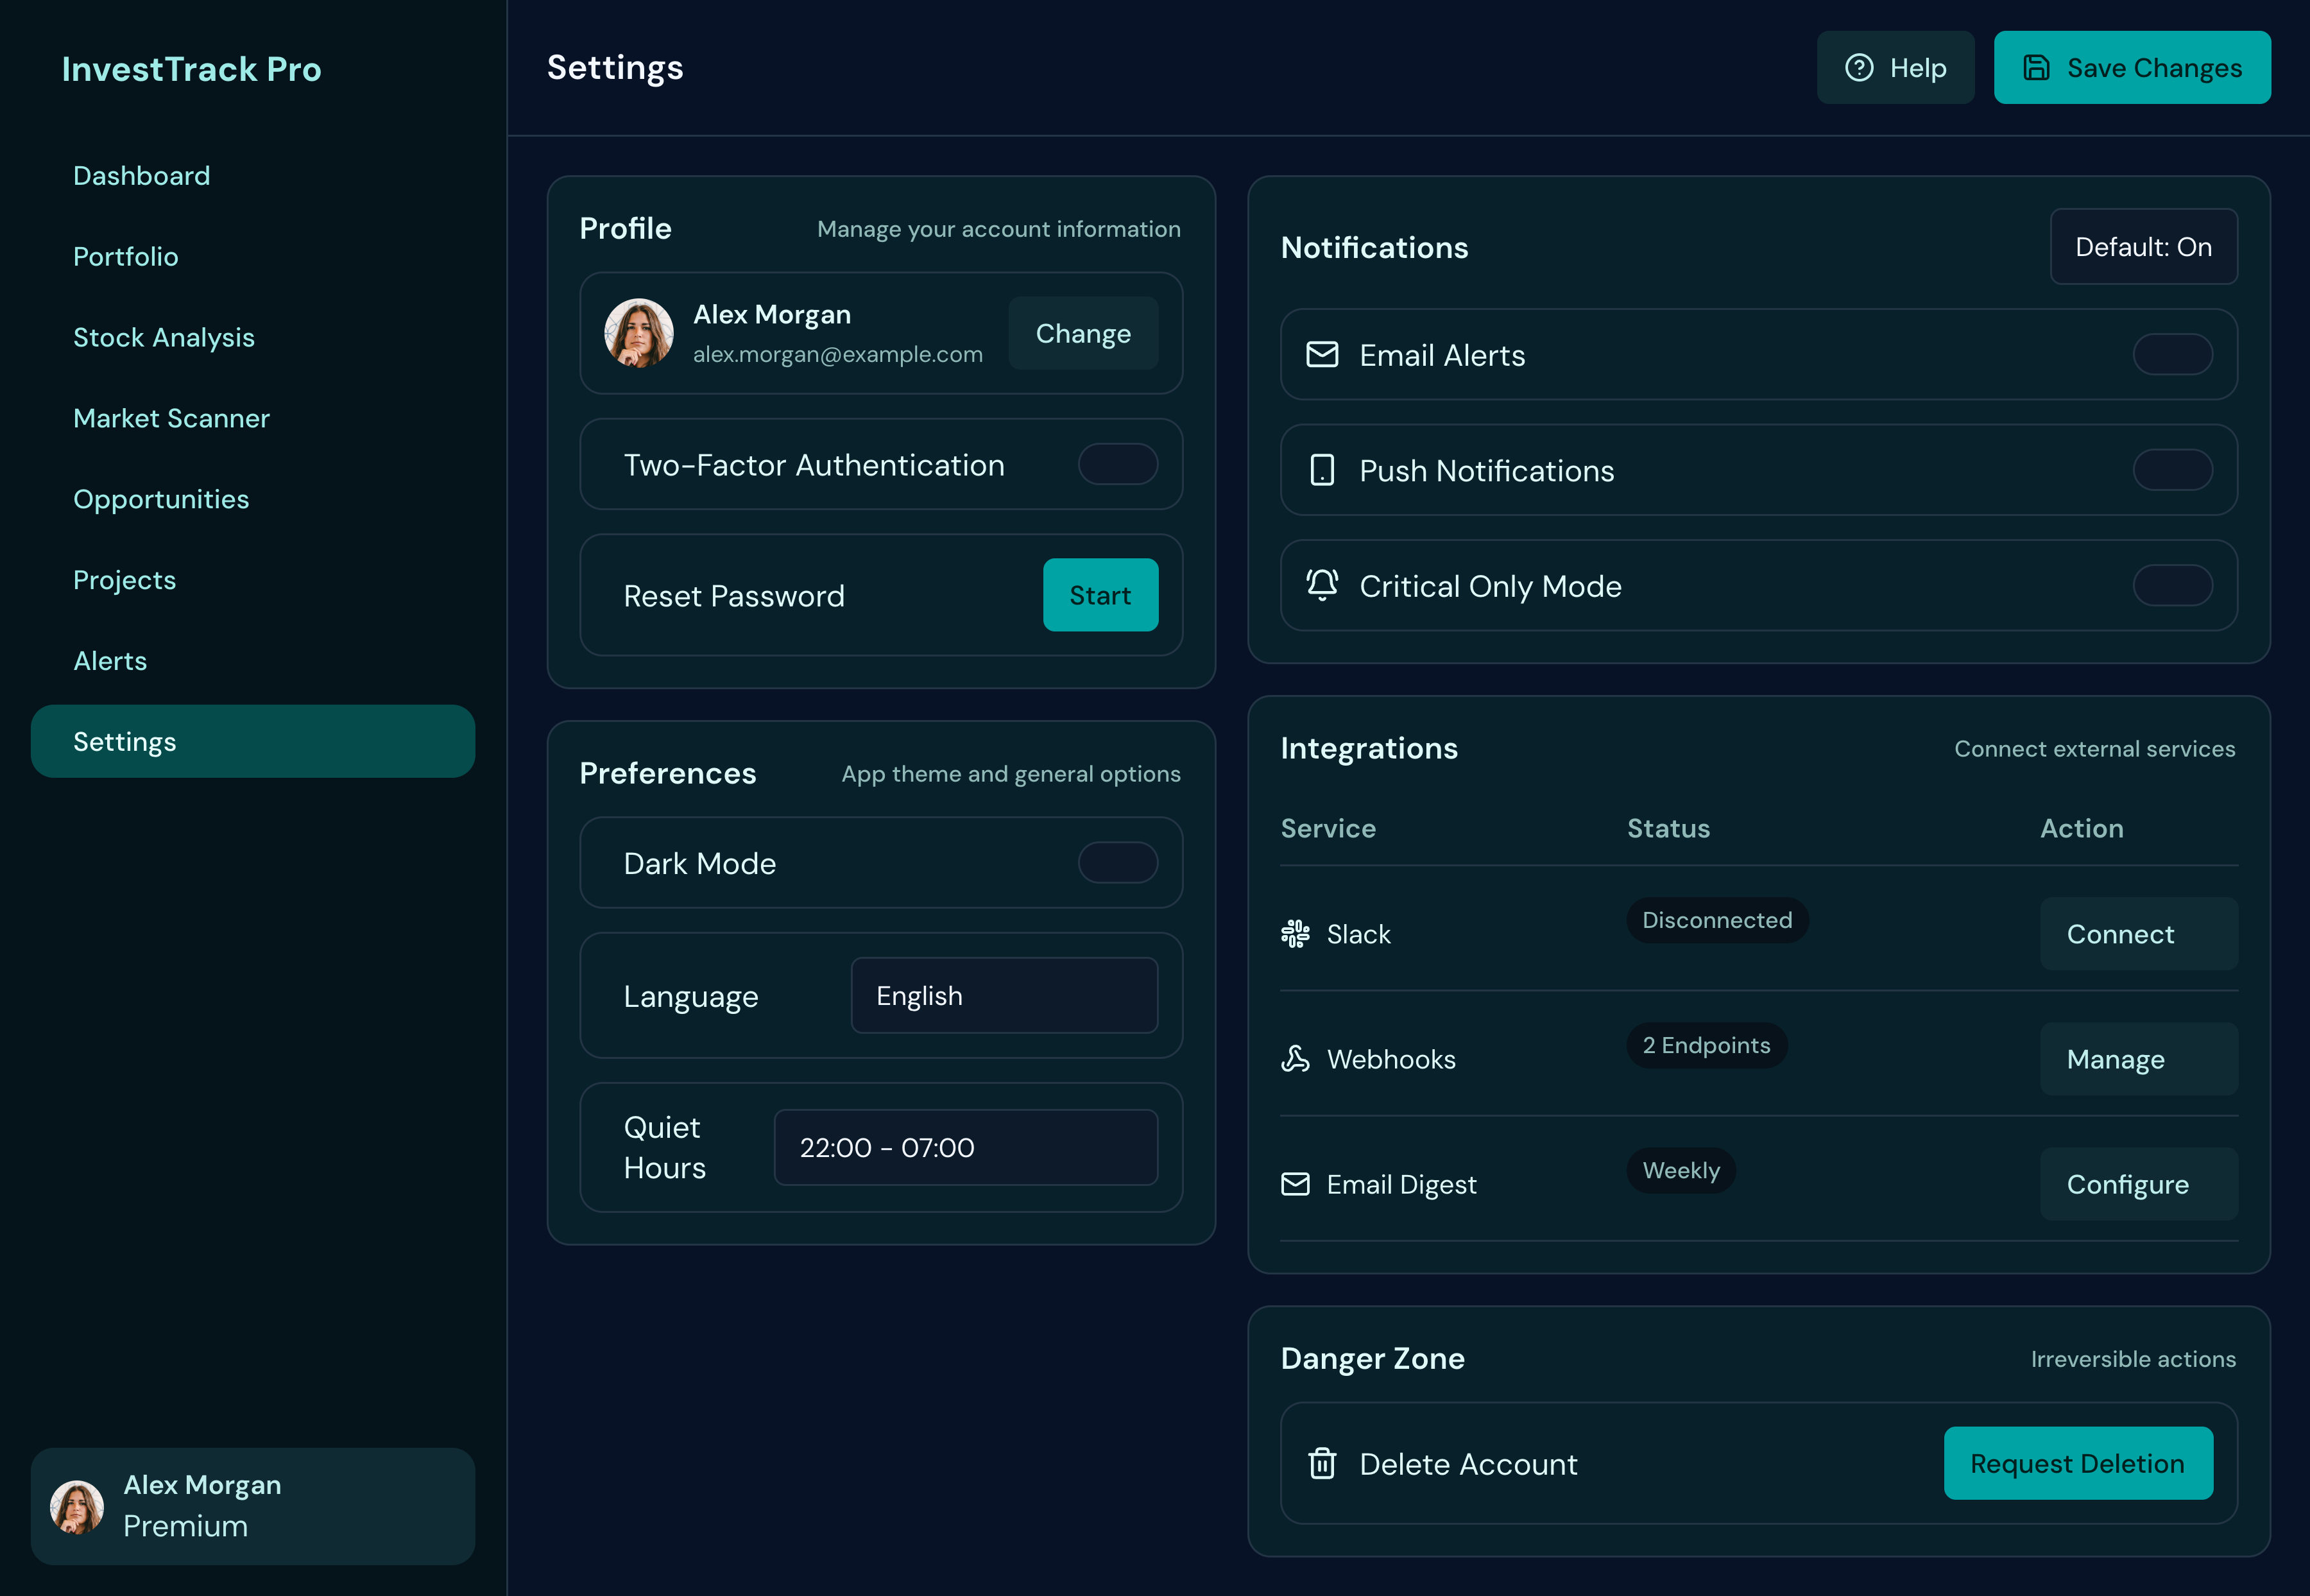 InvestTrack Pro
Dashboard
Portfolio
Stock Analysis
Market Scanner
Opportunities
Projects
Alerts
Settings
Alex Morgan
Premium
Settings
Help
Save Changes
Profile
Manage your account information
Alex Morgan
alex.morgan@example.com
Change
Two-Factor Authentication
Reset Password
Start
Preferences
App theme and general options
Dark Mode
Language
English
Quiet
Hours
22:00 - 07:00
Notifications
Default: On
Email Alerts
Push Notifications
Critical Only Mode
Integrations
Connect external services
Service Status Action
Slack Disconnected Connect
Webhooks 2 Endpoints Manage
Email Digest Weekly Configure
Danger Zone
Irreversible actions
Delete Account
Request Deletion